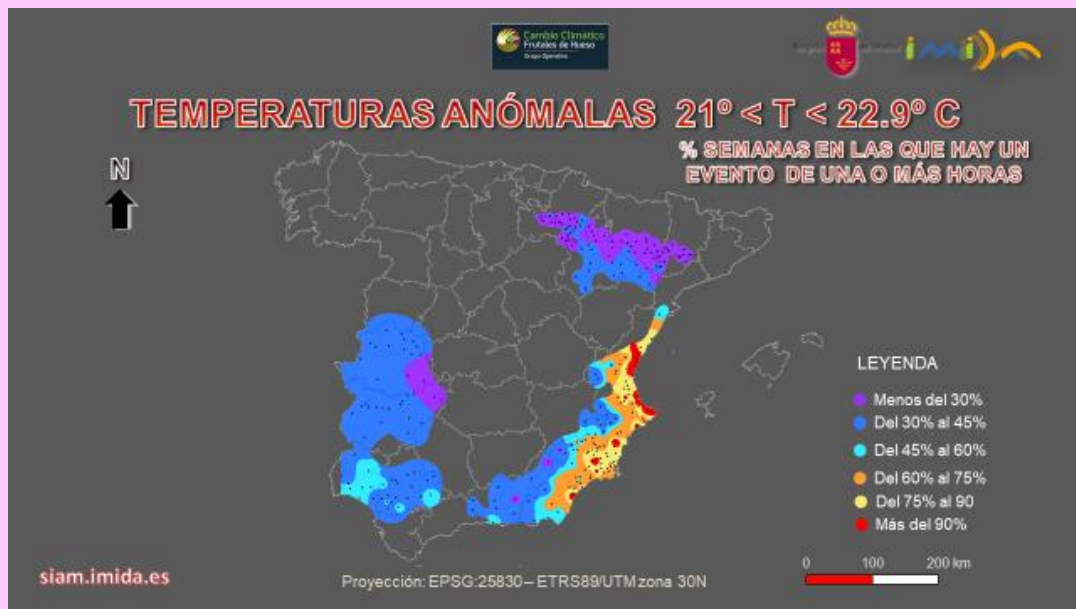 Cambio Climático
Frutales de Hueso
Grupo Operativo
imida
TEMPERATURAS ANÓMALAS 21º < T < 22.9º C
% SEMANAS EN LAS QUE HAY UN
EVENTO DE UNA O MÁS HORAS
N
LEYENDA
Menos del 30%
Del 30% al 45%
Del 45% al 60%
Del 60% al 75%
Del 75% al 90
Más del 90%
0 100 200 km
siam.imida.es
Proyección: EPSG:25830 – ETRS89/UTM zona 30N